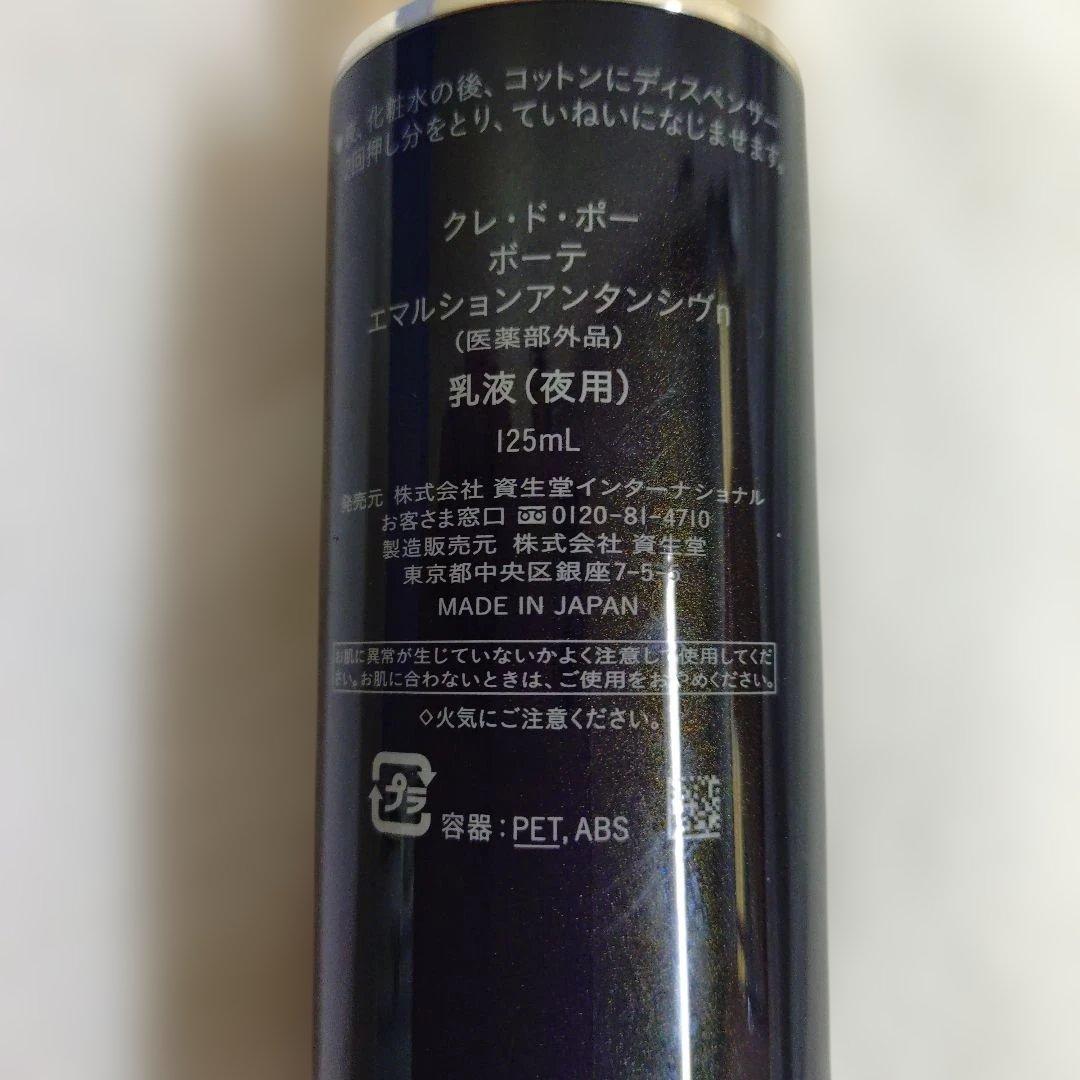 化粧水の後、コットンにディスペンサー
回押し分をとり、ていねいになじませます。
クレ・ド・ポー
ボーテ
エマルションアンタンシヴn
(医薬部外品)
乳液(夜用)
125mL
発売元 株式会社 資生堂インターナショナル
お客さま窓口 0120-81-4710
製造販売元 株式会社 資生堂
東京都中央区銀座7-5-5
MADE IN JAPAN
お肌に異常が生じていないかよく注意して使用してくだ
さい。お肌に合わないときは、ご使用をおやめください。
◇火気にご注意ください。
プラ
容器:PET, ABS